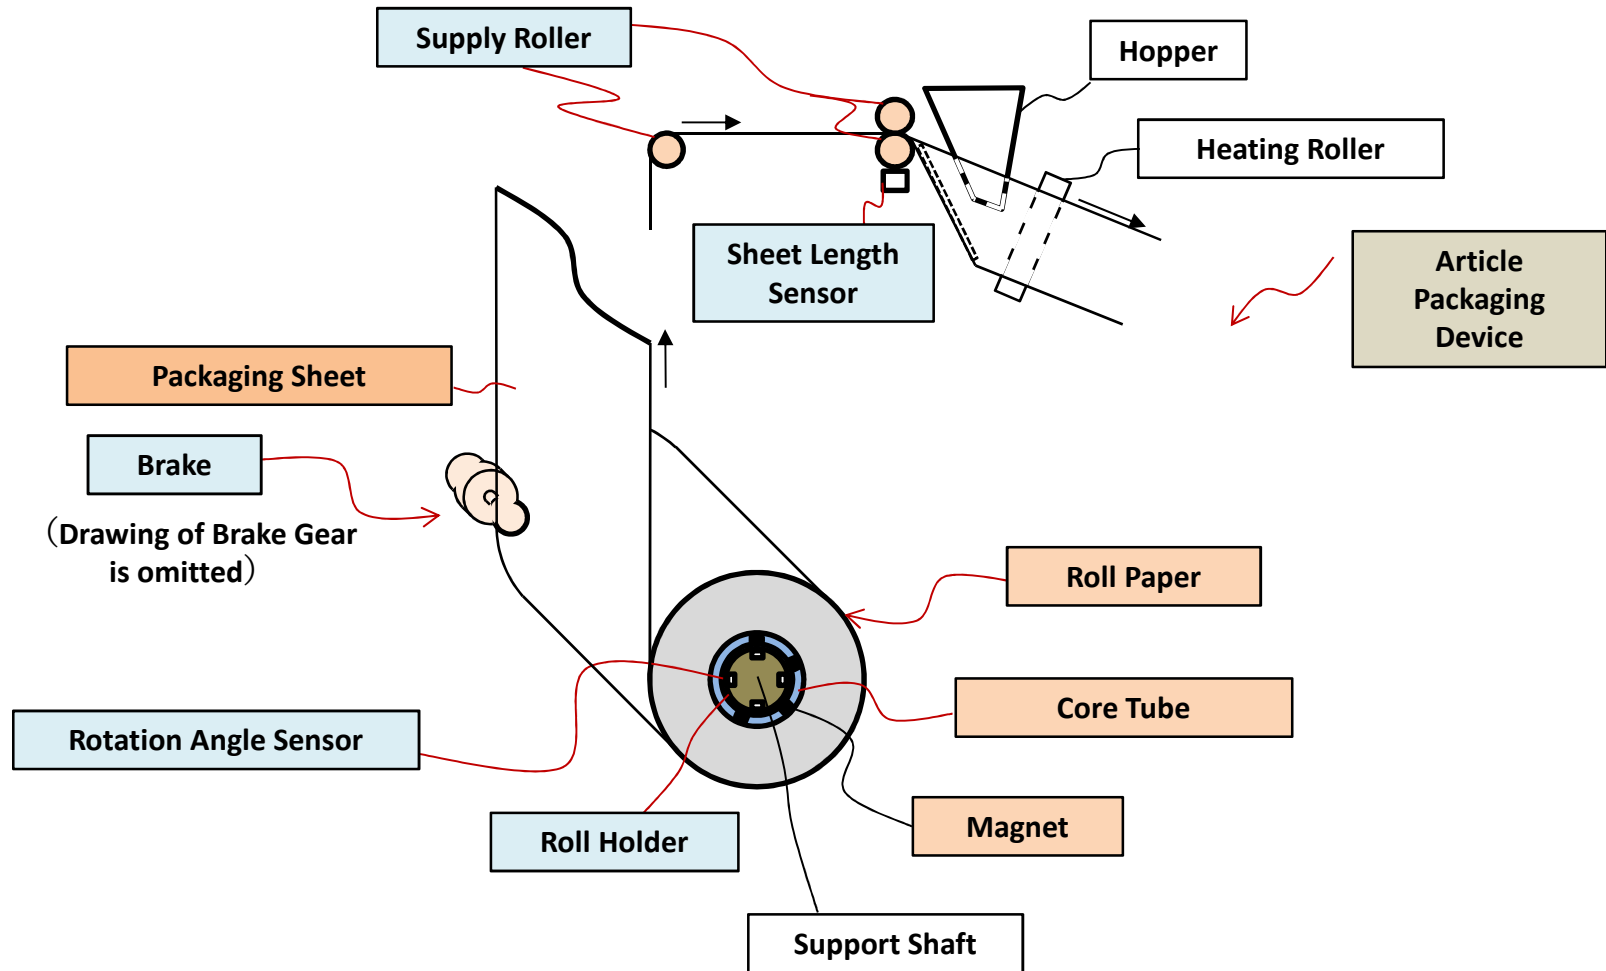 Supply Roller
Hopper
Heating Roller
Sheet Length
Sensor
Article
Packaging
Device
Packaging Sheet
Brake
（Drawing of Brake Gear
is omitted）
Roll Paper
Core Tube
Rotation Angle Sensor
Magnet
Roll Holder
Support Shaft